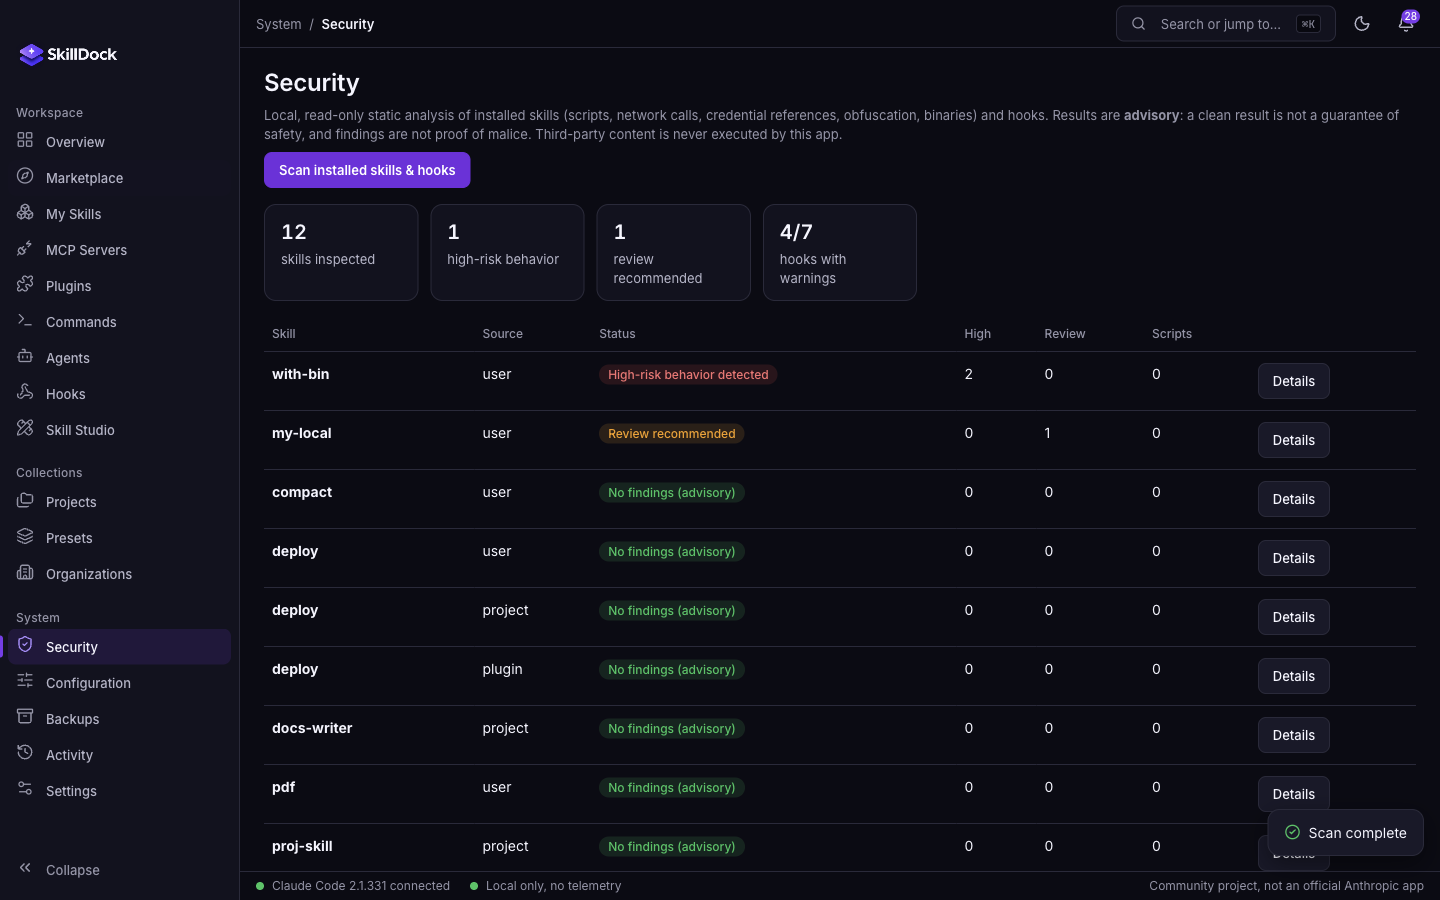 SkillDock
Workspace
Overview
Marketplace
My Skills
MCP Servers
Plugins
Commands
Agents
Hooks
Skill Studio
Collections
Projects
Presets
Organizations
System
Security
Configuration
Backups
Activity
Settings
Collapse
System / Security
Search or jump to... ⌘K
28
Security
Local, read-only static analysis of installed skills (scripts, network calls, credential references, obfuscation, binaries) and hooks. Results are advisory: a clean result is not a guarantee of
safety, and findings are not proof of malice. Third-party content is never executed by this app.
Scan installed skills & hooks
12
skills inspected
1
high-risk behavior
1
review
recommended
4/7
hooks with
warnings
Skill Source Status High Review Scripts
with-bin user High-risk behavior detected 2 0 0 Details
my-local user Review recommended 0 1 0 Details
compact user No findings (advisory) 0 0 0 Details
deploy user No findings (advisory) 0 0 0 Details
deploy project No findings (advisory) 0 0 0 Details
deploy plugin No findings (advisory) 0 0 0 Details
docs-writer project No findings (advisory) 0 0 0 Details
pdf user No findings (advisory) 0 0 0 Details
proj-skill project No findings (advisory) 0 0 0 Details
Scan complete
Claude Code 2.1.331 connected
Local only, no telemetry
Community project, not an official Anthropic app